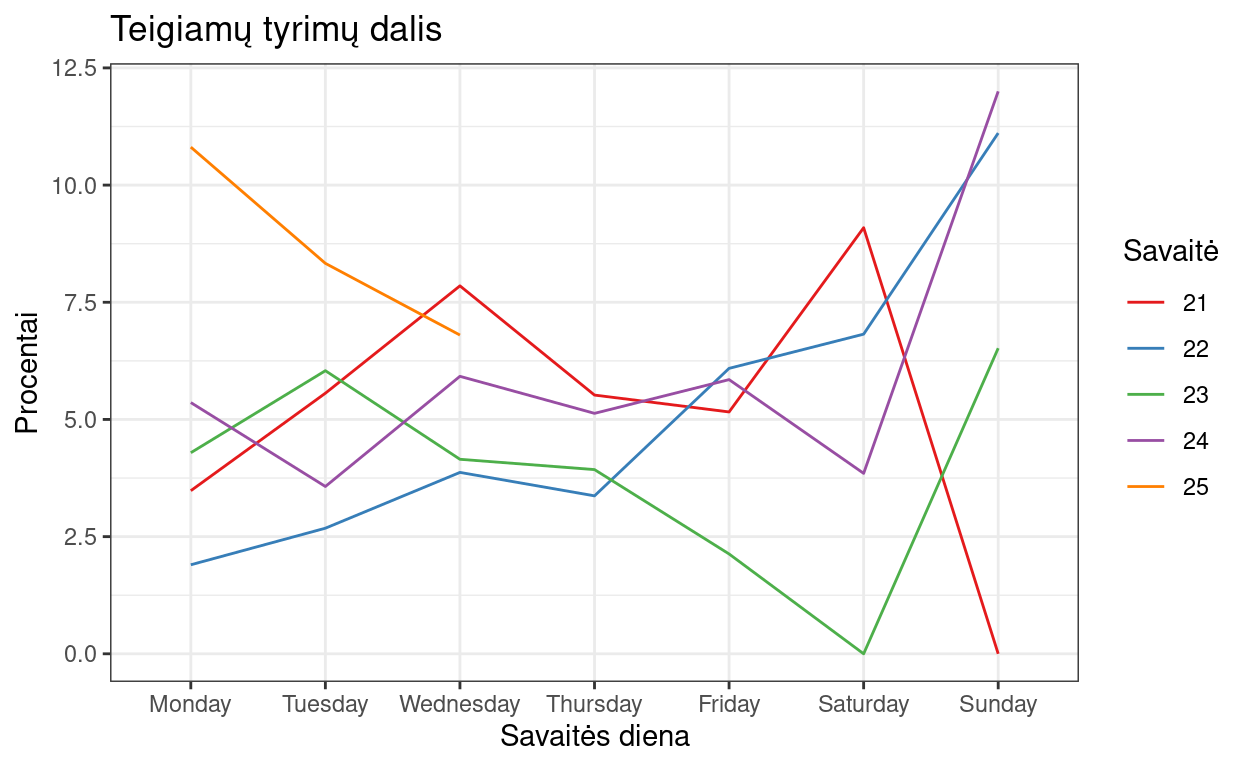 Teigiamų tyrimų dalis
12.5
10.0
7.5
5.0
2.5
0.0
Procentai
Monday Tuesday Wednesday Thursday Friday Saturday Sunday
Savaitės diena
Savaitė
21
22
23
24
25